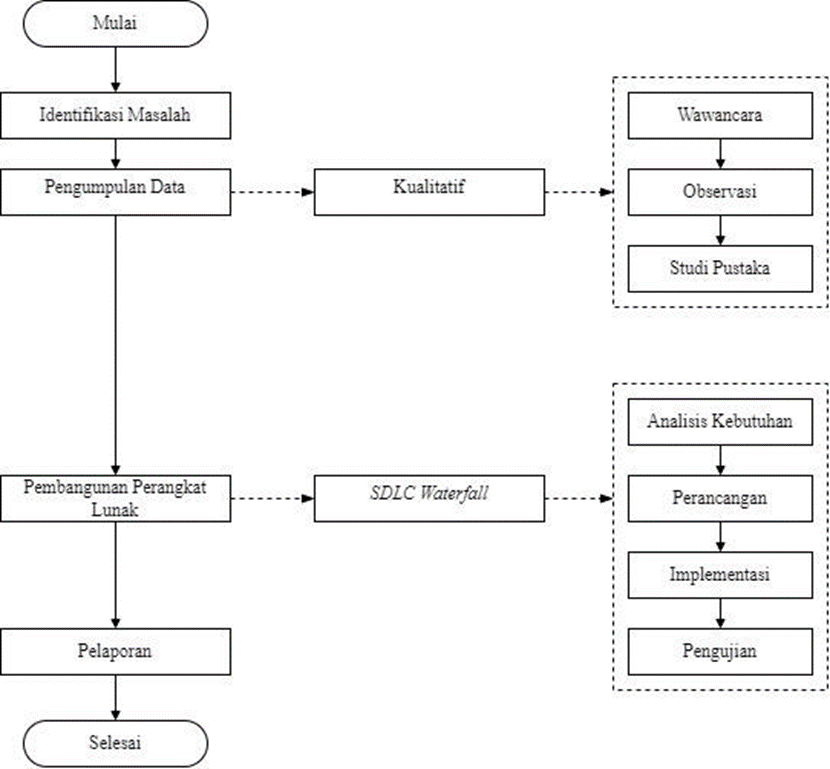 Mulai
Identifikasi Masalah
Pengumpulan Data
Kualitatif
Wawancara
Observasi
Studi Pustaka
Pembangunan Perangkat
Lunak
SDLC Waterfall
Analisis Kebutuhan
Perancangan
Implementasi
Pengujian
Pelaporan
Selesai